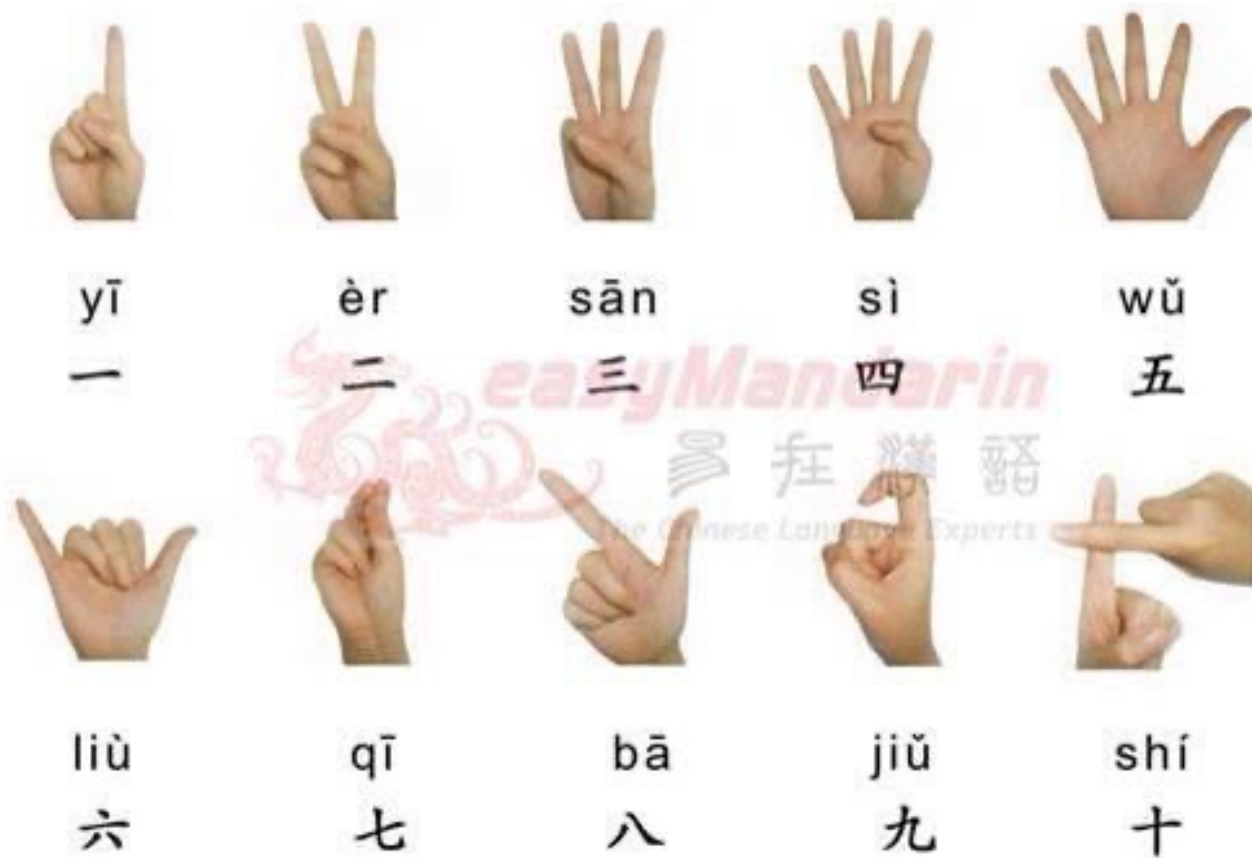 yī èr sān sì wǔ
一 二 三 四 五
easyMandarin
易在漢語
The Chinese Language Experts
liù qī bā jiǔ shí
六 七 八 九 十